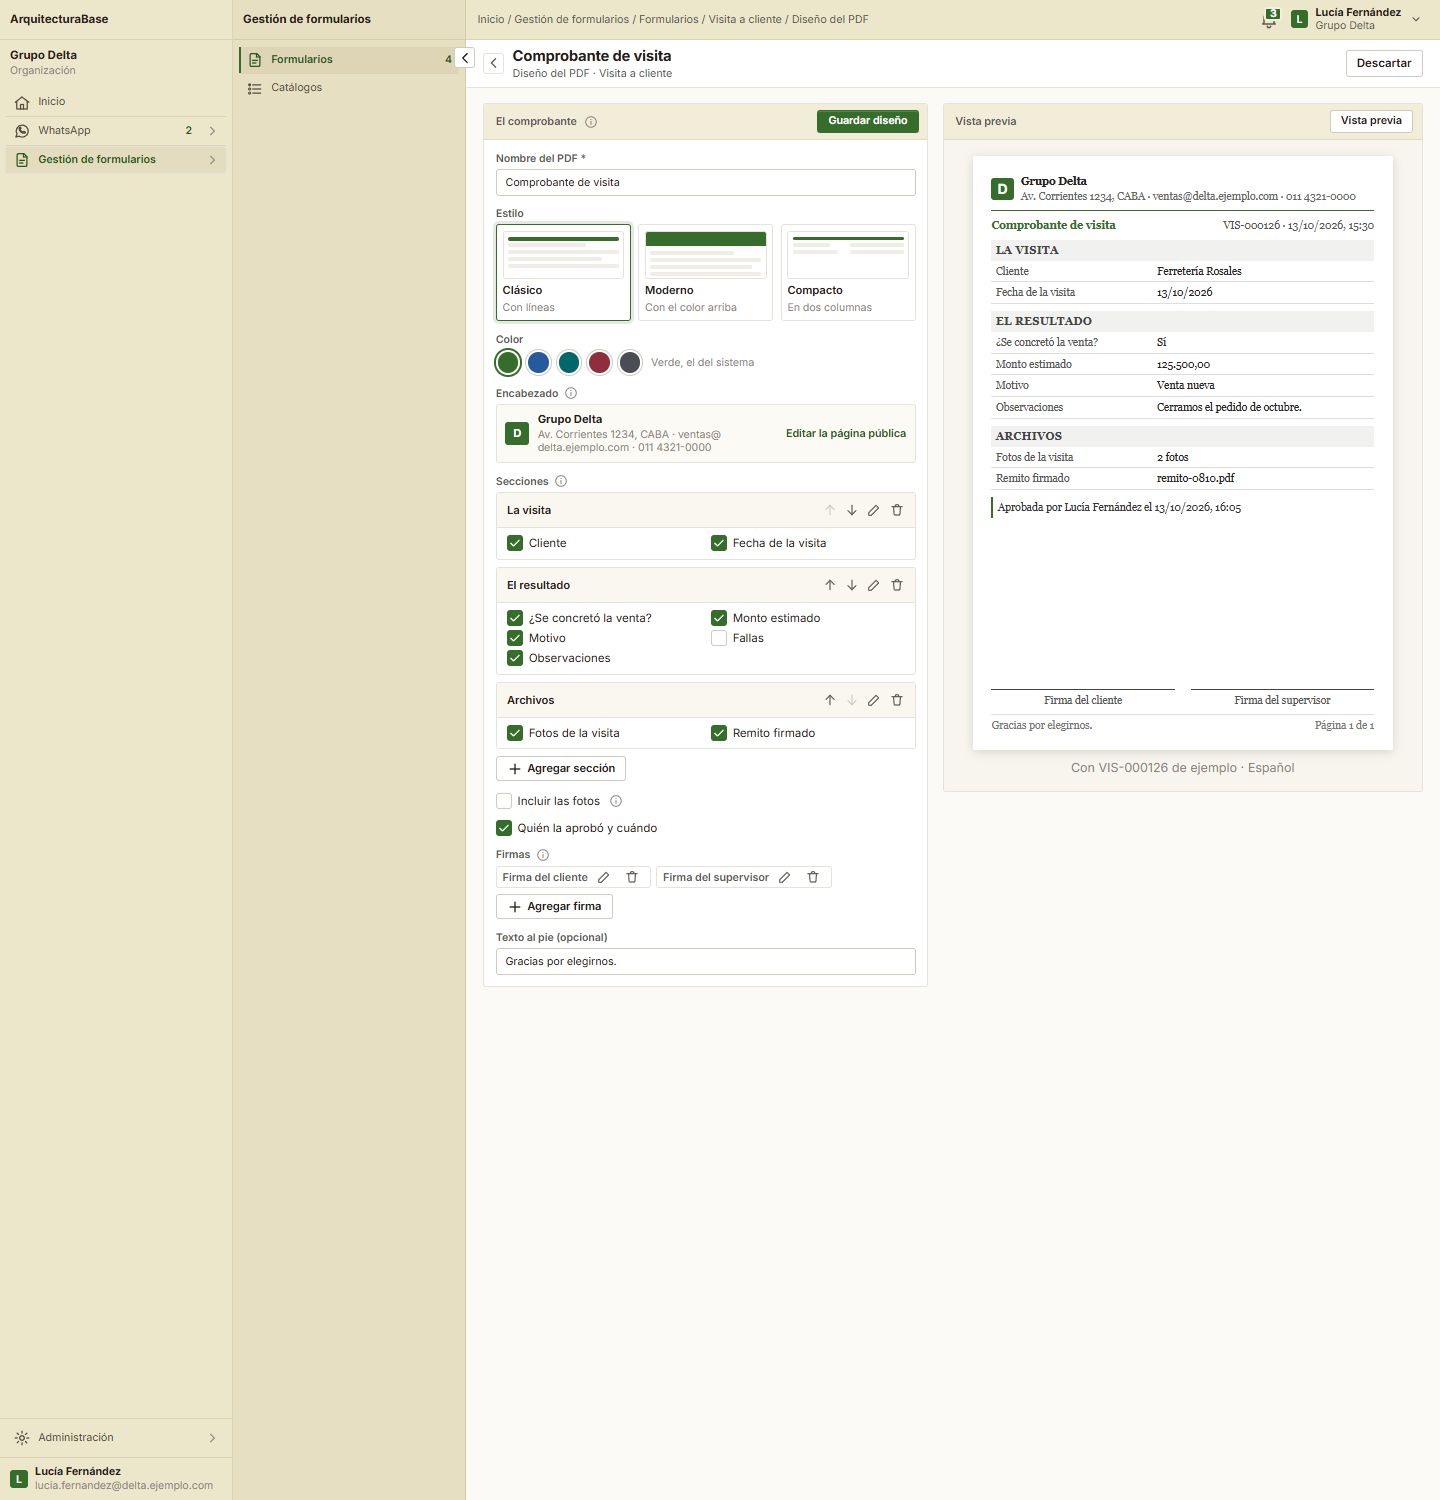 ArquitecturaBase
Grupo Delta
Organización
Inicio
WhatsApp 2
Gestión de formularios
Administración
L
Lucía Fernández
lucia.fernandez@delta.ejemplo.com
Gestión de formularios
Formularios 4
Catálogos
Inicio / Gestión de formularios / Formularios / Visita a cliente / Diseño del PDF
3
L
Lucía Fernández
Grupo Delta
Comprobante de visita
Diseño del PDF · Visita a cliente
Descartar
El comprobante
Guardar diseño
Nombre del PDF *
Comprobante de visita
Estilo
Clásico
Con líneas
Moderno
Con el color arriba
Compacto
En dos columnas
Color
Verde, el del sistema
Encabezado
D
Grupo Delta
Av. Corrientes 1234, CABA · ventas@
delta.ejemplo.com · 011 4321-0000
Editar la página pública
Secciones
La visita
Cliente
Fecha de la visita
El resultado
¿Se concretó la venta?
Monto estimado
Motivo
Fallas
Observaciones
Archivos
Fotos de la visita
Remito firmado
Agregar sección
Incluir las fotos
Quién la aprobó y cuándo
Firmas
Firma del cliente
Firma del supervisor
Agregar firma
Texto al pie (opcional)
Gracias por elegirnos.
Vista previa
Vista previa
D
Grupo Delta
Av. Corrientes 1234, CABA · ventas@delta.ejemplo.com · 011 4321-0000
Comprobante de visita VIS-000126 · 13/10/2026, 15:30
LA VISITA
Cliente Ferretería Rosales
Fecha de la visita 13/10/2026
EL RESULTADO
¿Se concretó la venta? Sí
Monto estimado 125.500,00
Motivo Venta nueva
Observaciones Cerramos el pedido de octubre.
ARCHIVOS
Fotos de la visita 2 fotos
Remito firmado remito-0810.pdf
Aprobada por Lucía Fernández el 13/10/2026, 16:05
Firma del cliente Firma del supervisor
Gracias por elegirnos. Página 1 de 1
Con VIS-000126 de ejemplo · Español